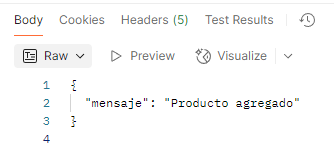 Body Cookies Headers (5) Test Results
Raw Preview Visualize
1 {
2 "mensaje": "Producto agregado"
3 }
4